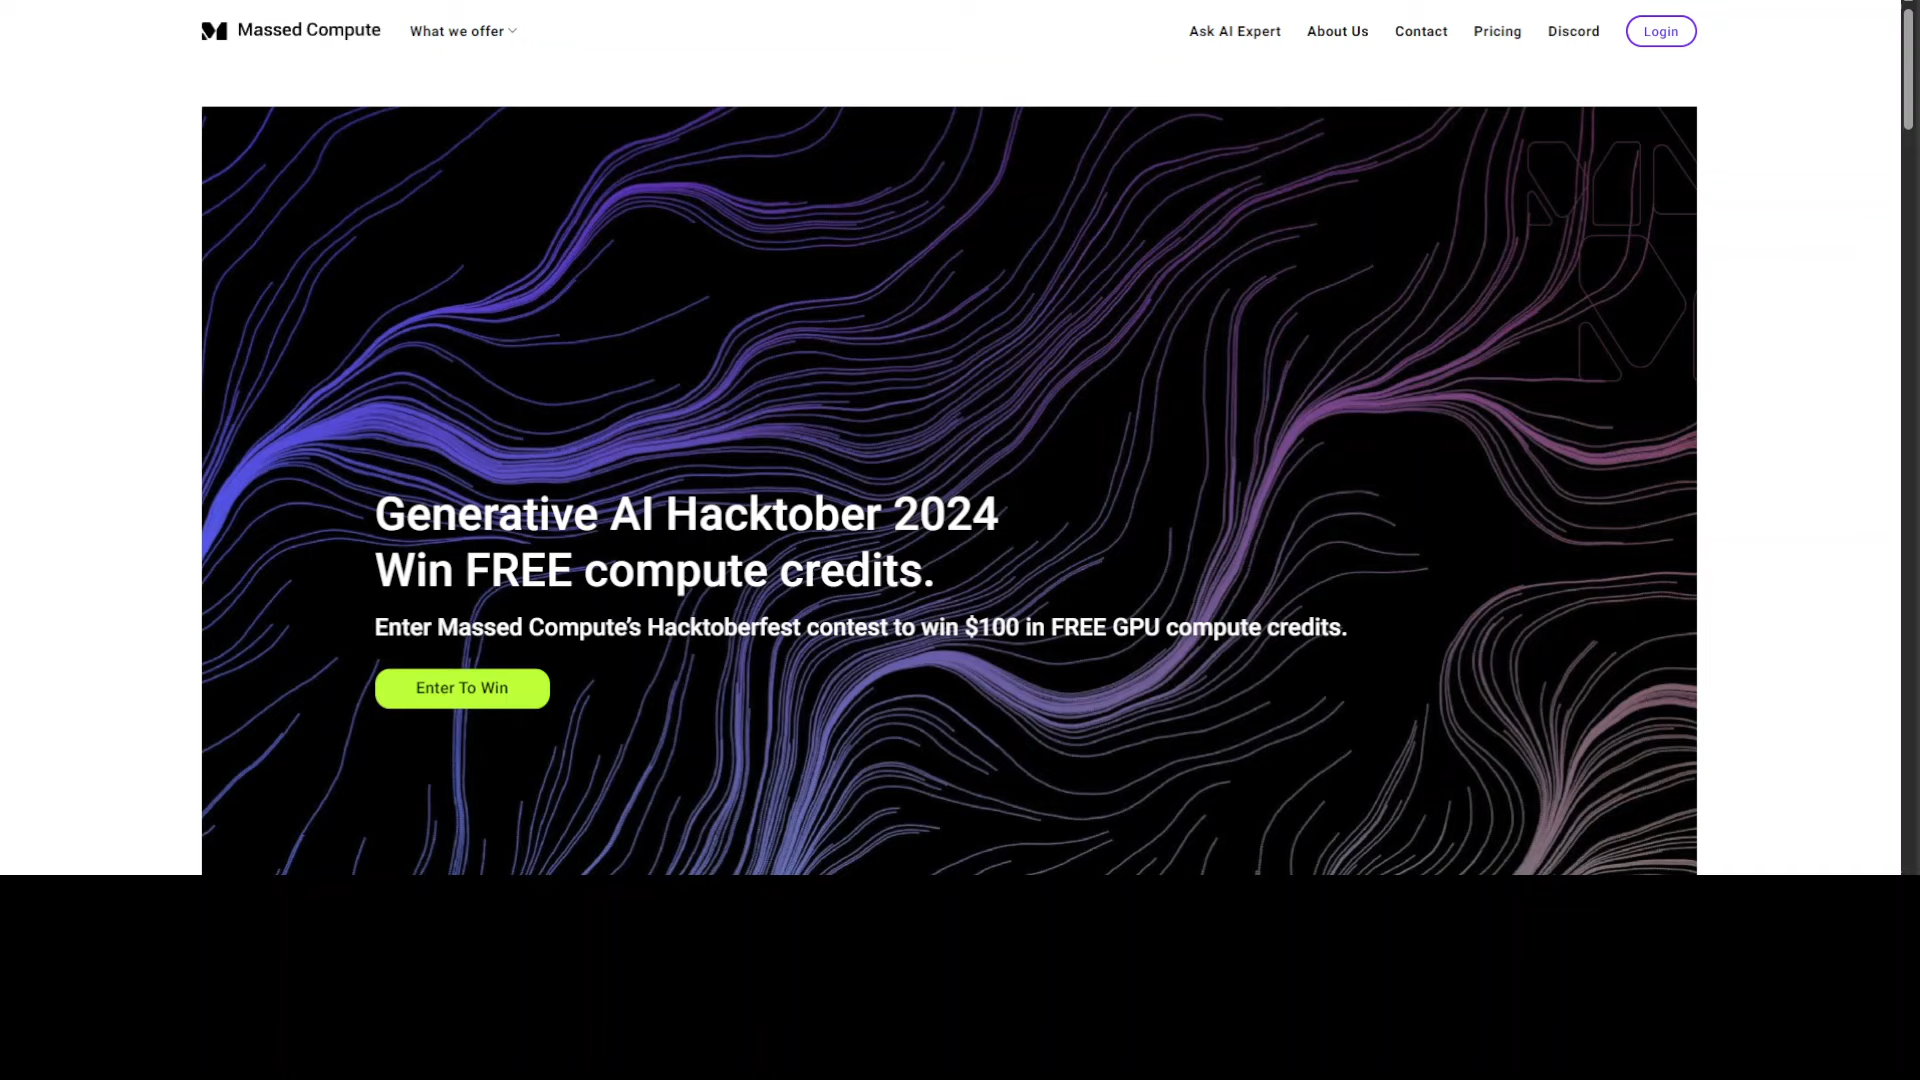 Massed Compute
What we offer
Ask AI Expert
About Us
Contact
Pricing
Discord
Login
Generative AI Hacktober 2024
Win FREE compute credits.
Enter Massed Compute's Hacktoberfest contest to win $100 in FREE GPU compute credits.
Enter To Win